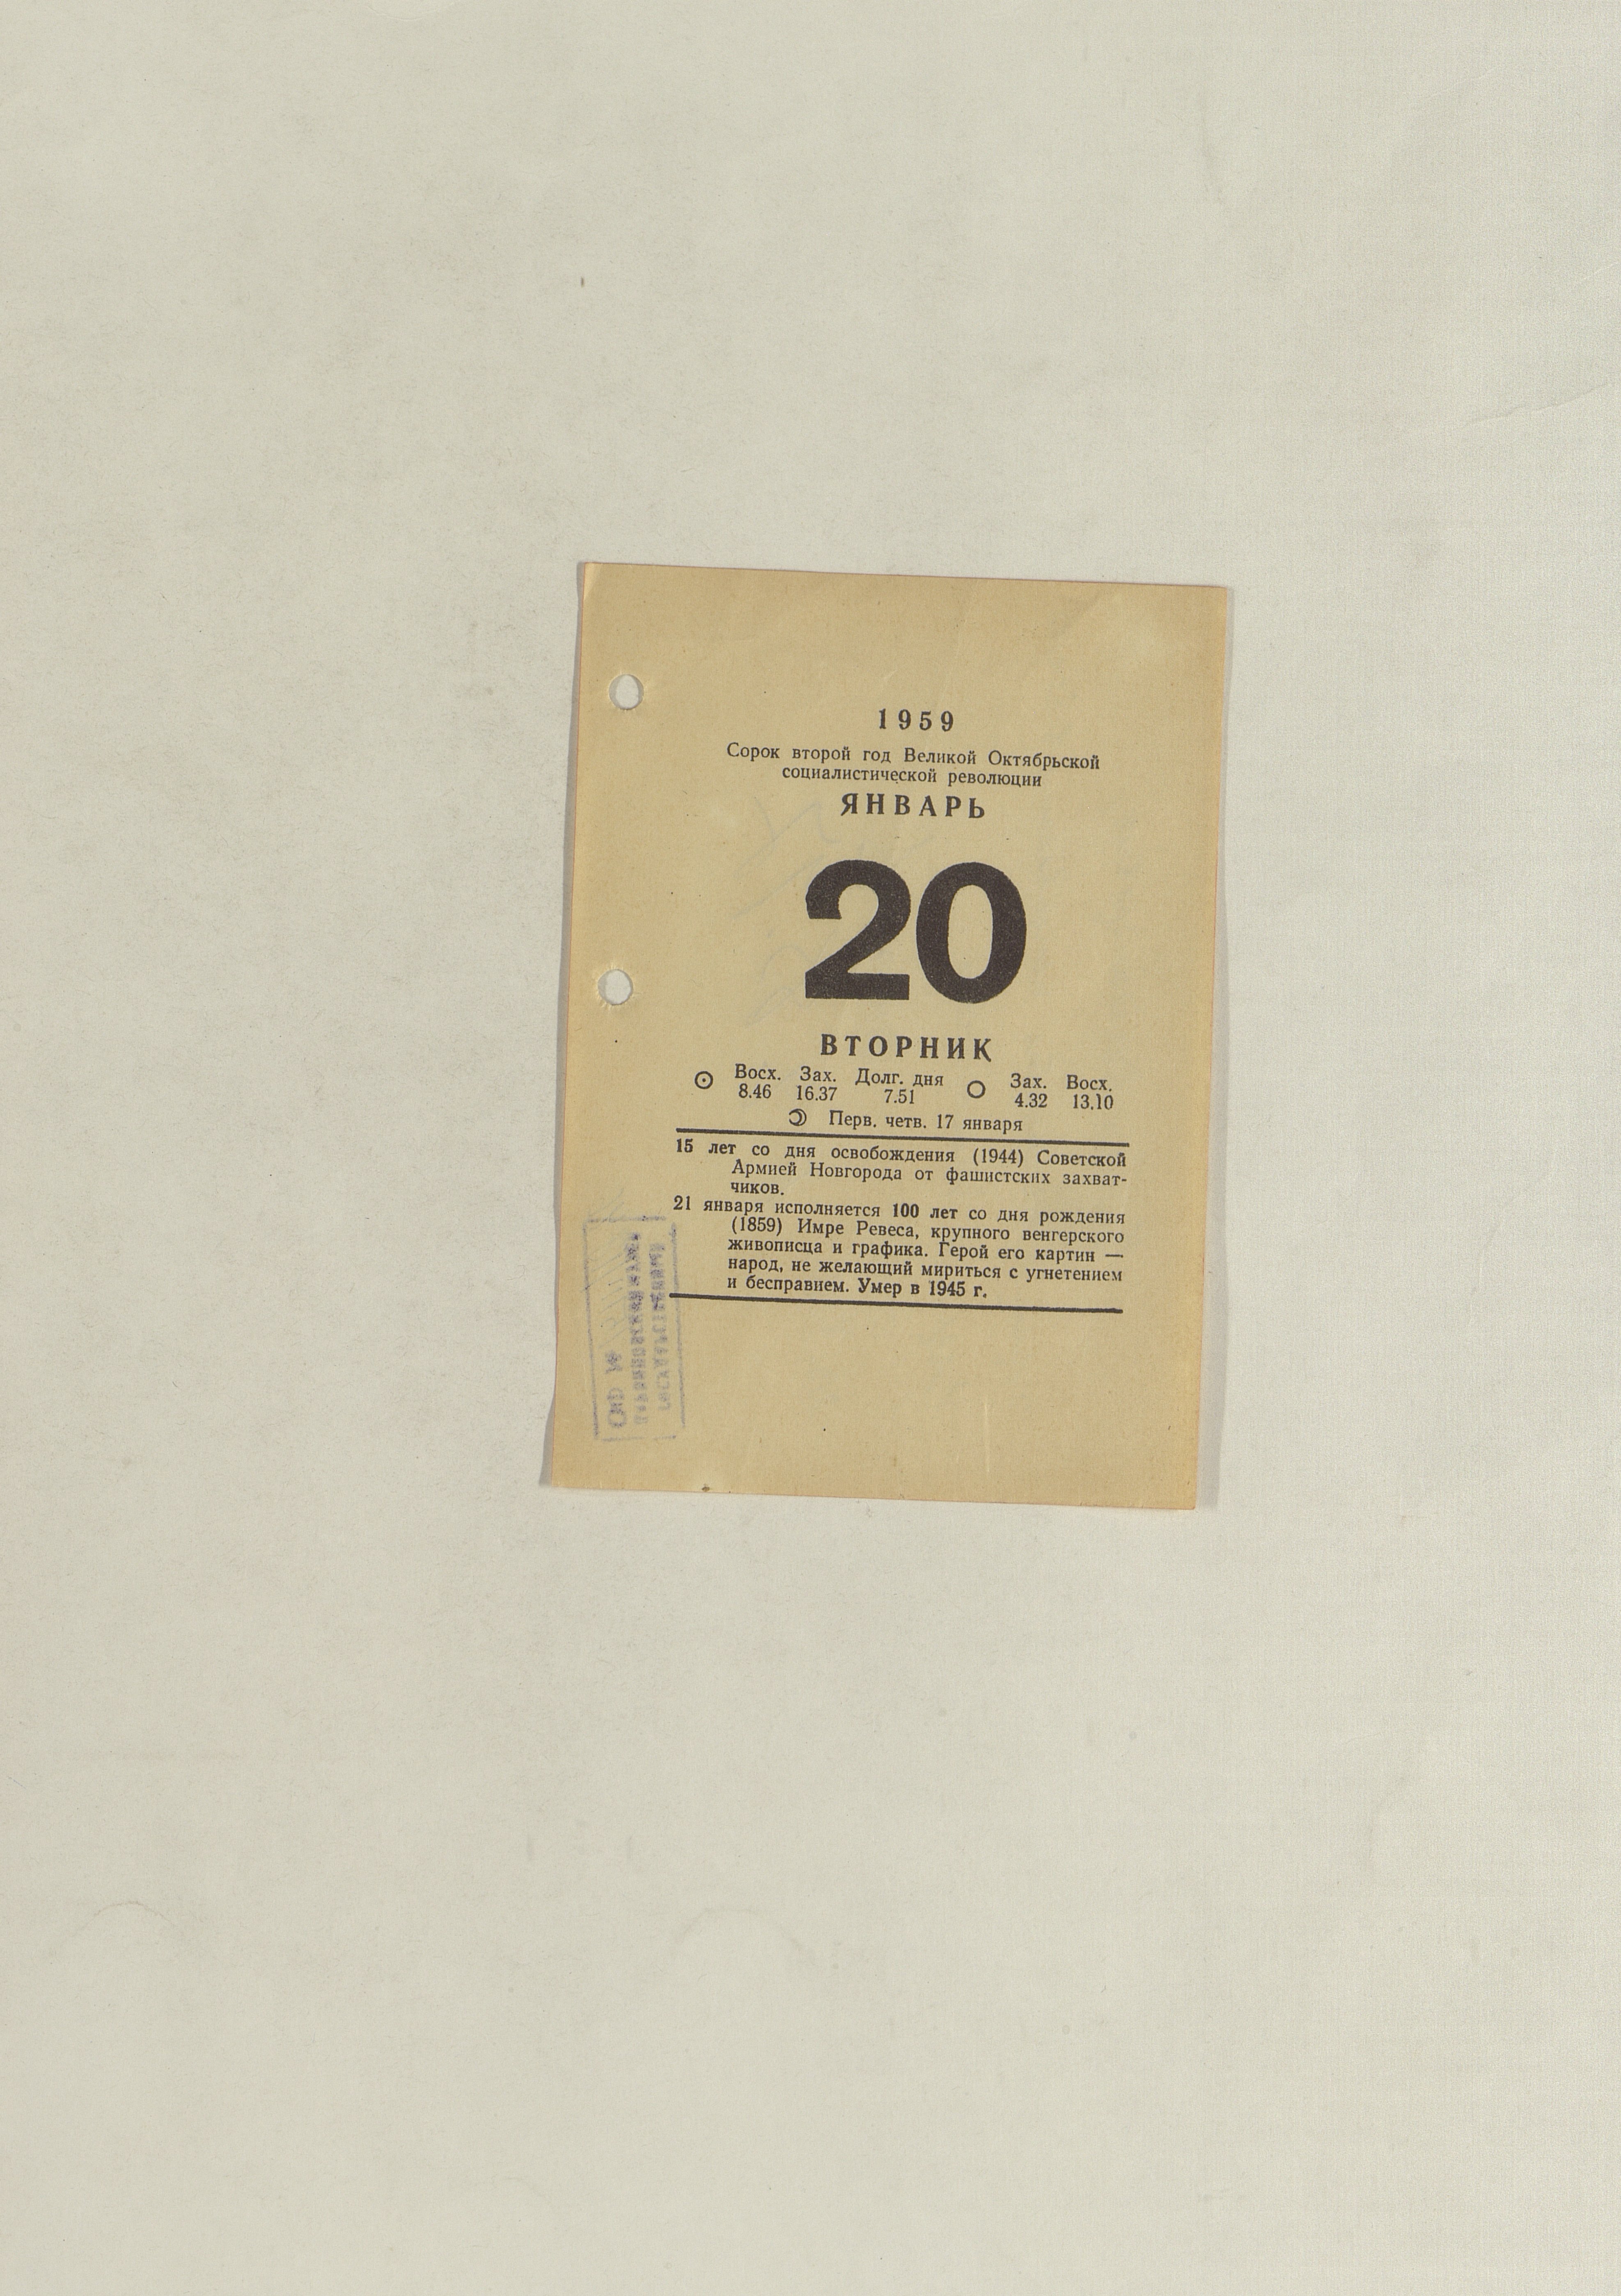 1959
Сорок второй год Великой Октябрьской
социалистической революции
ЯНВАРЬ
20
ВТОРНИК
Восх. Зах. Долг. дня Зах. Восх.
8.46 16.37 7.51 4.32 13.10
Перв. четв. 17 января
15 лет со дня освобождения (1944) Советской
Армией Новгорода от фашистских захват-
чиков.
21 января исполняется 100 лет со дня рождения
(1859) Имре Ревеса, крупного венгерского
живописца и графика. Герой его картин —
народ, не желающий мириться с угнетением
и бесправием. Умер в 1945 г.